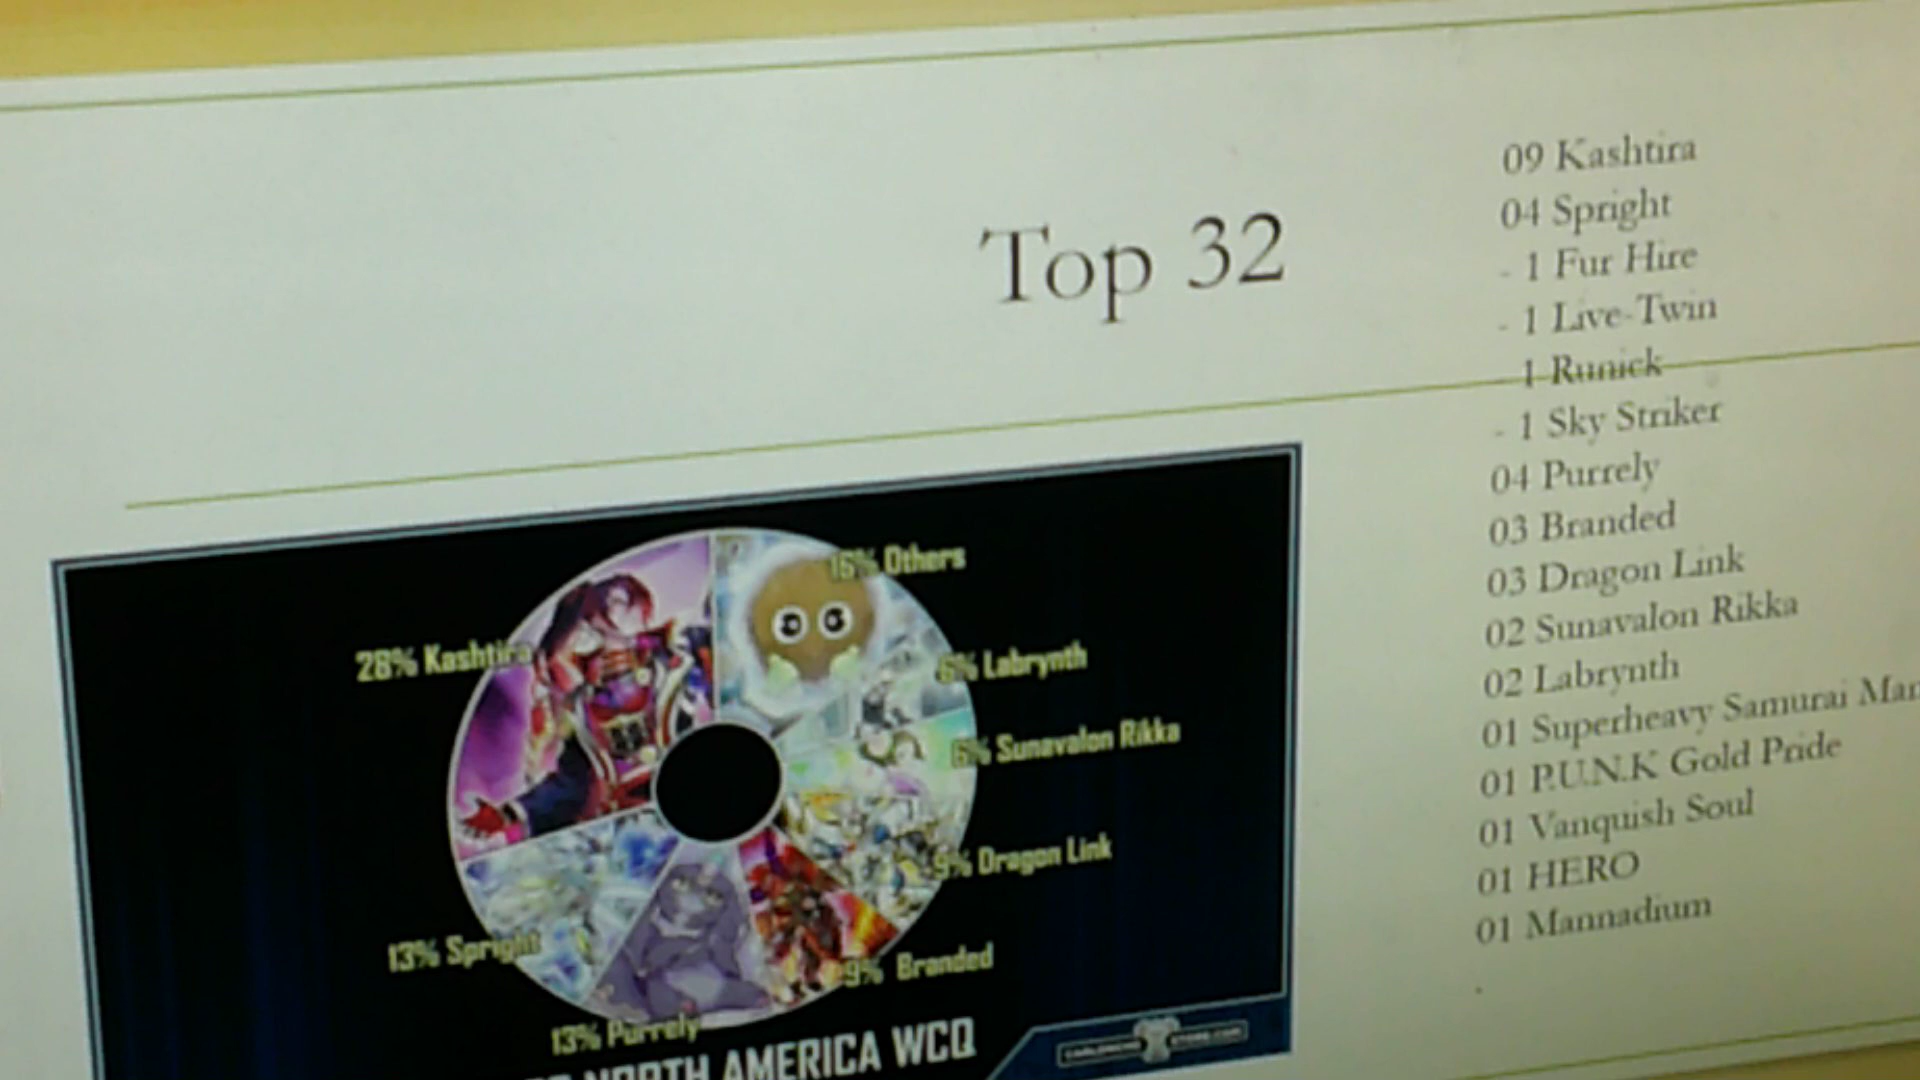 Top 32
09 Kashtira
04 Spright
- 1 Fur Hire
- 1 Live-Twin
1 Runick
- 1 Sky Striker
04 Purrely
03 Branded
03 Dragon Link
02 Sunavalon Rikka
02 Labrynth
01 Superheavy Samurai
01 P.U.N.K Gold Pride
01 Vanquish Soul
01 HERO
01 Mannadium
16% Others
28% Kashtira
6% Labrynth
6% Sunavalon Rikka
9% Dragon Link
13% Spright
9% Branded
13% Purrely
NORTH AMERICA WCQ